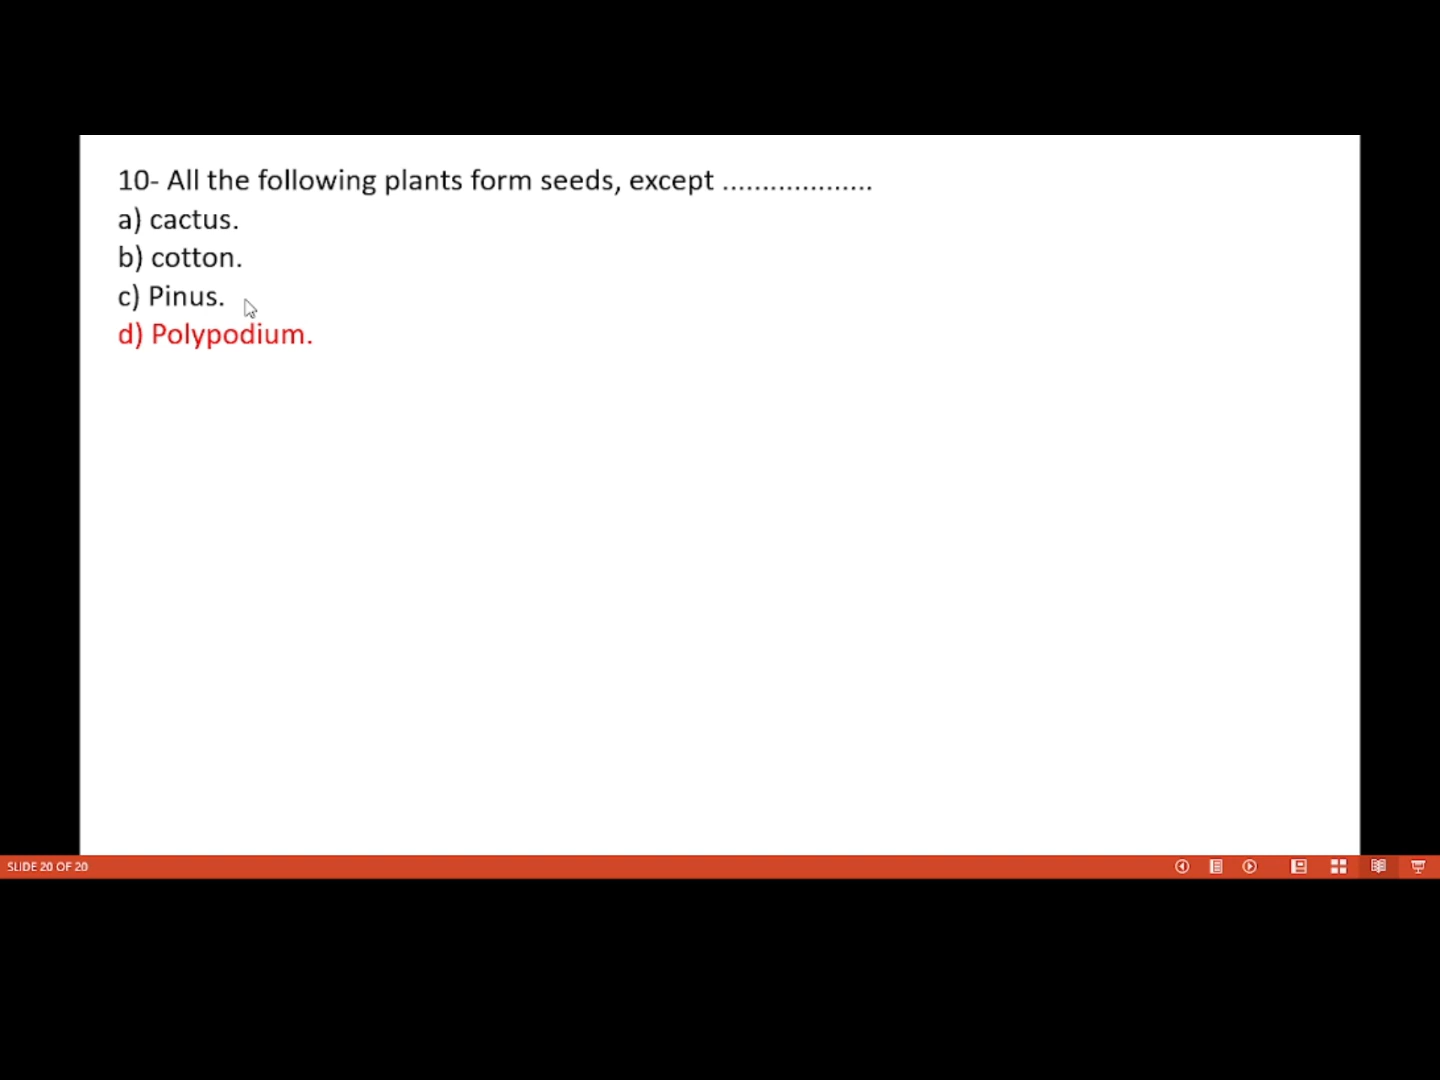 10- All the following plants form seeds, except ...................
a) cactus.
b) cotton.
c) Pinus.
d) Polypodium.
SLIDE 20 OF 20